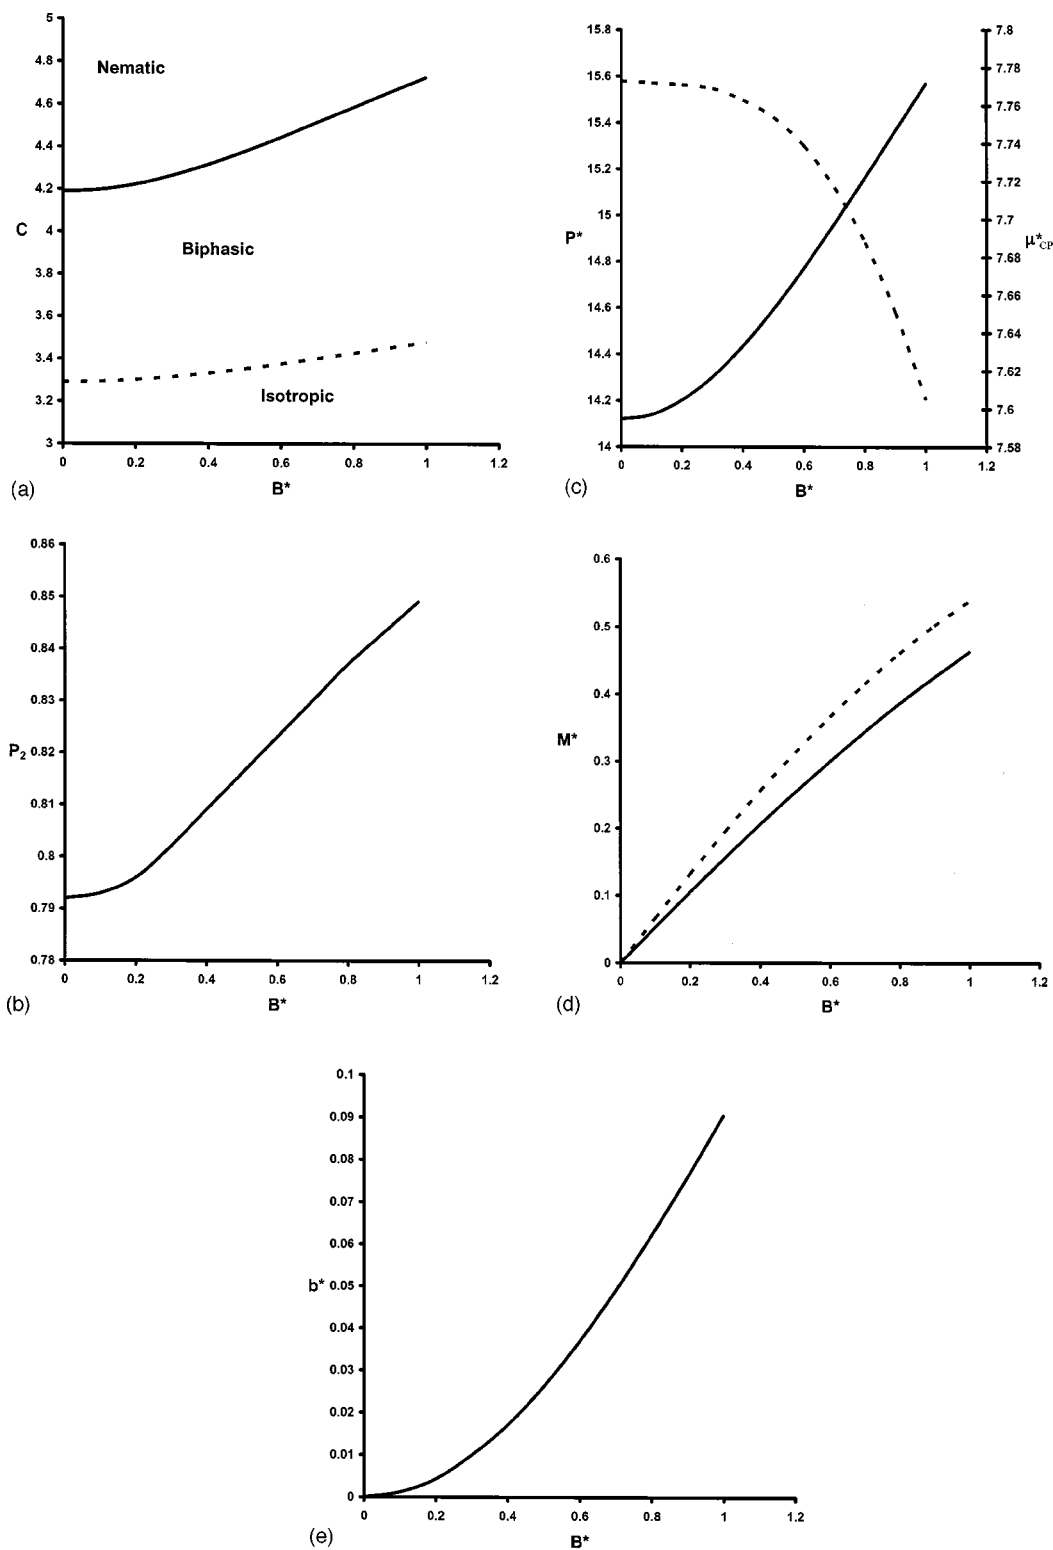 5
4.8
Nematic
4.6
4.4
4.2
C
4
Biphasic
3.8
3.6
3.4
Isotropic
3.2
3
0 0.2 0.4 0.6 0.8 1 1.2
B*
(a)
15.8
15.6
15.4
15.2
15
P*
14.8
14.6
14.4
14.2
14
7.8
7.78
7.76
7.74
7.72
7.7
μ*CP
7.68
7.66
7.64
7.62
7.6
7.58
0 0.2 0.4 0.6 0.8 1 1.2
B*
(c)
0.86
0.85
0.84
0.83
P2 0.82
0.81
0.8
0.79
0.78
0 0.2 0.4 0.6 0.8 1 1.2
B*
(b)
0.6
0.5
0.4
M*
0.3
0.2
0.1
0
0 0.2 0.4 0.6 0.8 1 1.2
B*
(d)
0.1
0.09
0.08
0.07
0.06
b* 0.05
0.04
0.03
0.02
0.01
0
0 0.2 0.4 0.6 0.8 1 1.2
B*
(e)